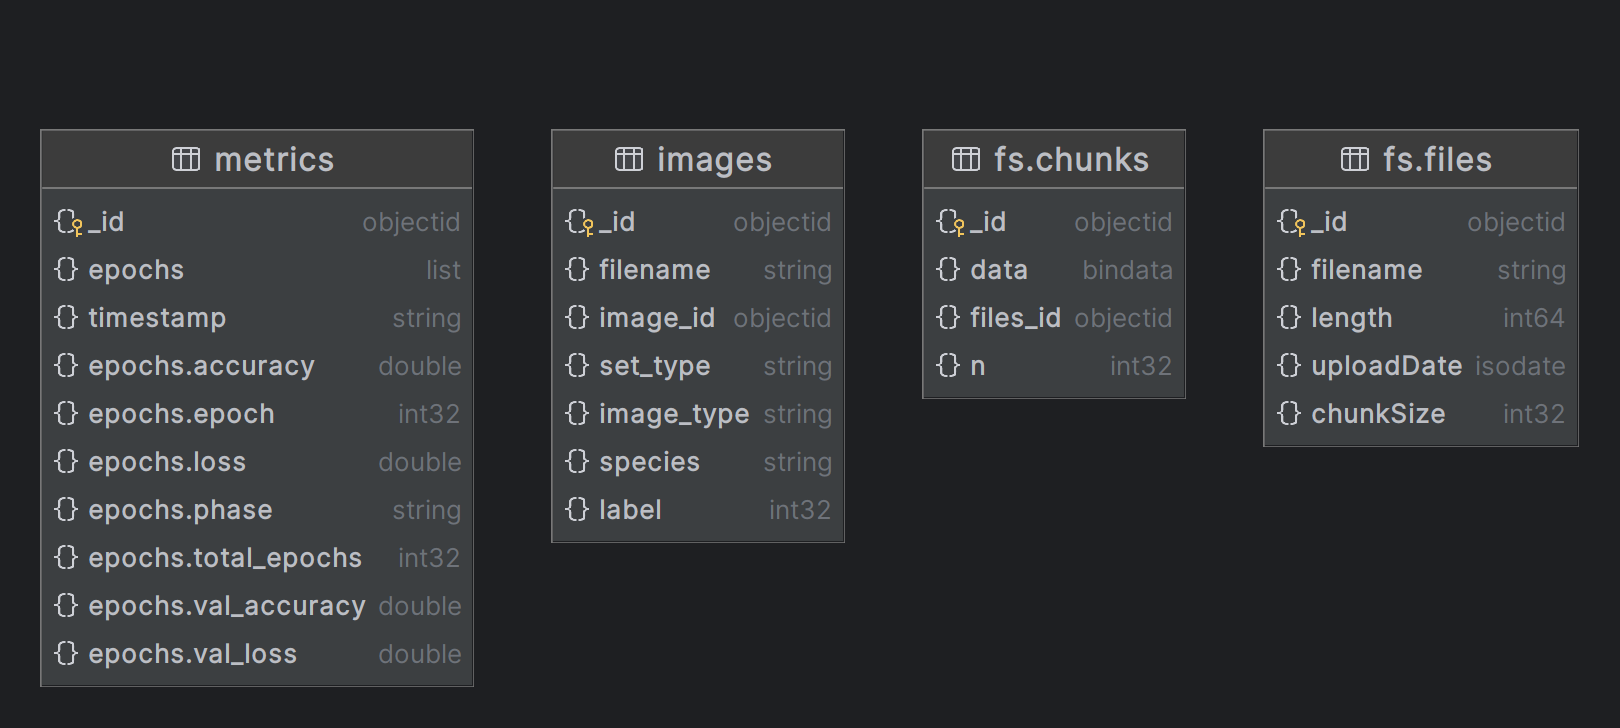 metrics
_id objectid
epochs list
timestamp string
epochs.accuracy double
epochs.epoch int32
epochs.loss double
epochs.phase string
epochs.total_epochs int32
epochs.val_accuracy double
epochs.val_loss double
images
_id objectid
filename string
image_id objectid
set_type string
image_type string
species string
label int32
fs.chunks
_id objectid
data bindata
files_id objectid
n int32
fs.files
_id objectid
filename string
length int64
uploadDate isodate
chunkSize int32